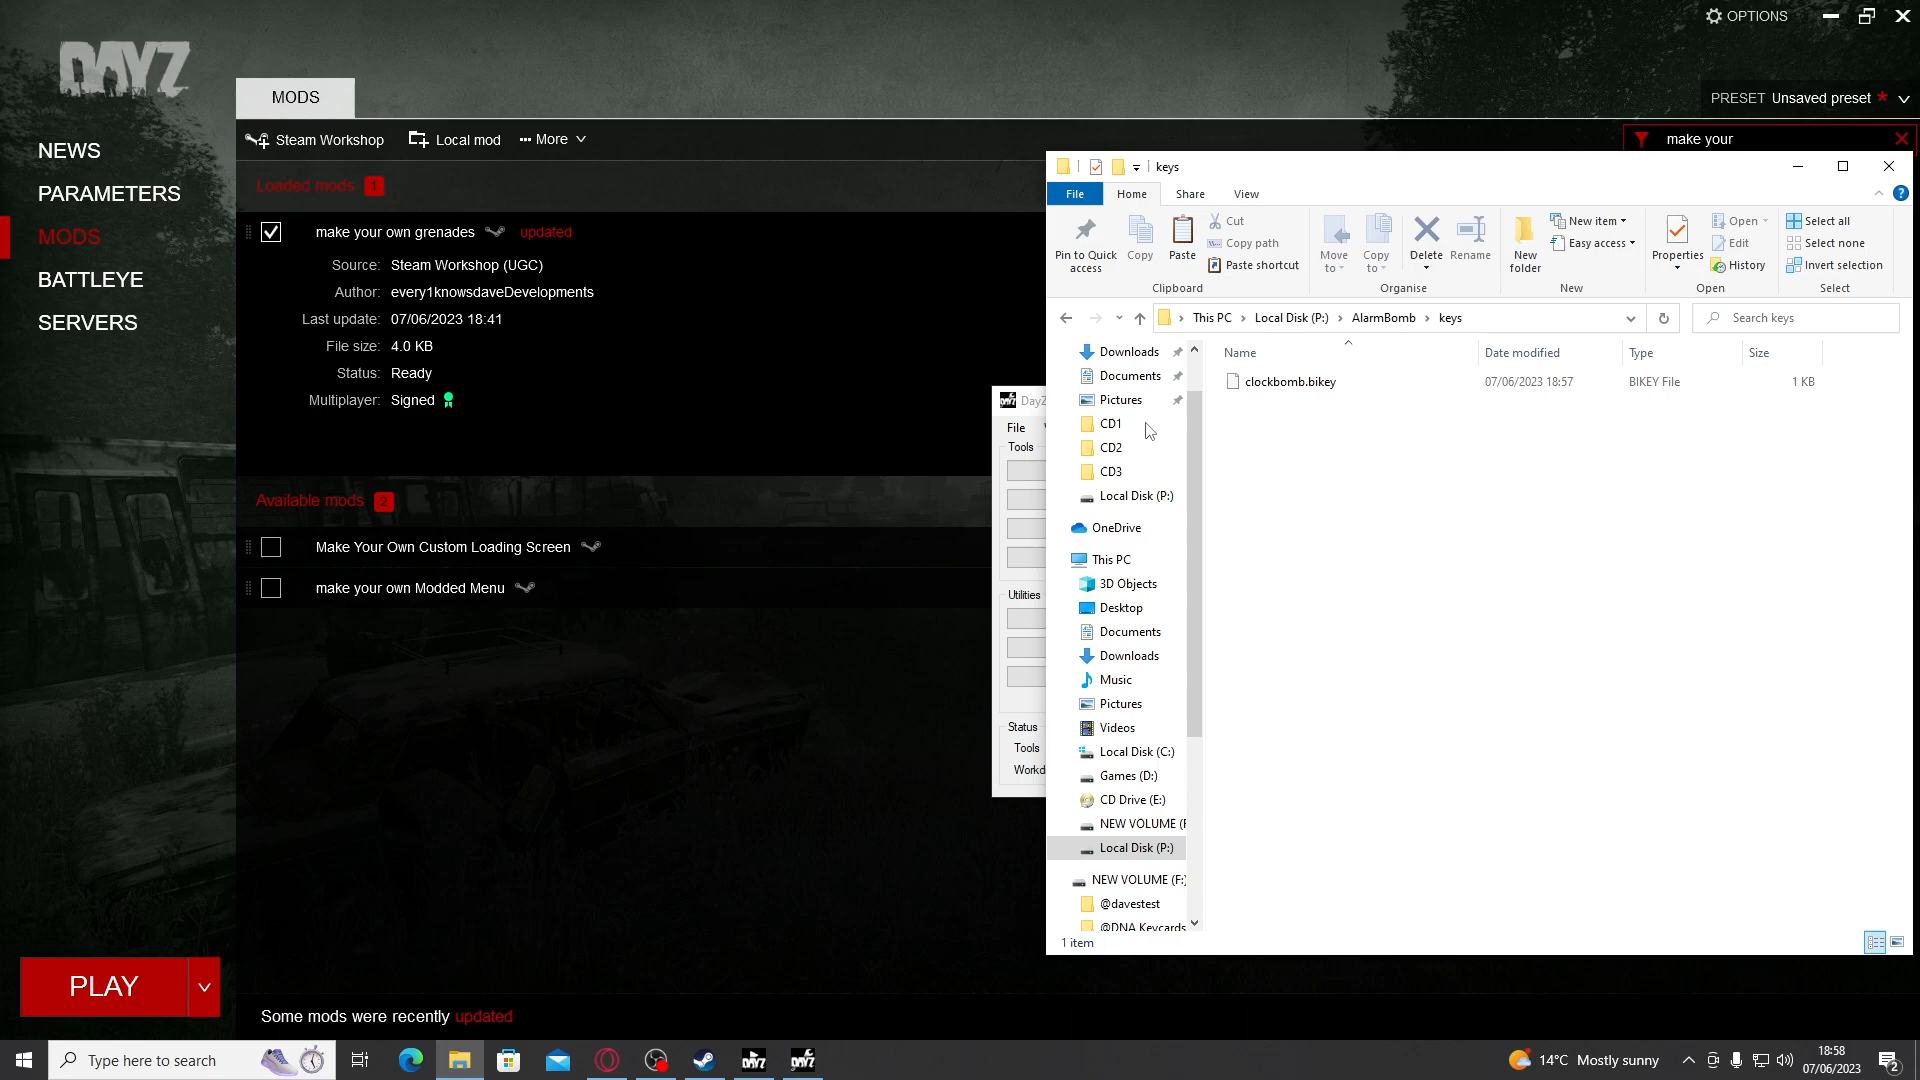 OPTIONS
DAYZ
MODS
PRESET Unsaved preset *
NEWS
PARAMETERS
MODS
BATTLEYE
SERVERS
Steam Workshop
Local mod
··· More
make your
Loaded mods 1
make your own grenades updated
Source: Steam Workshop (UGC)
Author: every1knowsdaveDevelopments
Last update: 07/06/2023 18:41
File size: 4.0 KB
Status: Ready
Multiplayer: Signed
Available mods 2
Make Your Own Custom Loading Screen
make your own Modded Menu
PLAY
Some mods were recently updated
DayZ
File
Tools
Utilities
Status
Tools
Workd
keys
File Home Share View
Pin to Quick access
Copy
Paste
Cut
Copy path
Paste shortcut
Clipboard
Move to
Copy to
Delete
Rename
Organise
New folder
New item
Easy access
New
Properties
Open
Edit
History
Open
Select all
Select none
Invert selection
Select
This PC › Local Disk (P:) › AlarmBomb › keys
Search keys
Name Date modified Type Size
clockbomb.bikey 07/06/2023 18:57 BIKEY File 1 KB
Downloads
Documents
Pictures
CD1
CD2
CD3
Local Disk (P:)
OneDrive
This PC
3D Objects
Desktop
Documents
Downloads
Music
Pictures
Videos
Local Disk (C:)
Games (D:)
CD Drive (E:)
NEW VOLUME (F
Local Disk (P:)
NEW VOLUME (F:)
@davestest
@DNA Keycards
1 item
Type here to search
DAYZ
DAYZ
14°C Mostly sunny
18:58
07/06/2023
2